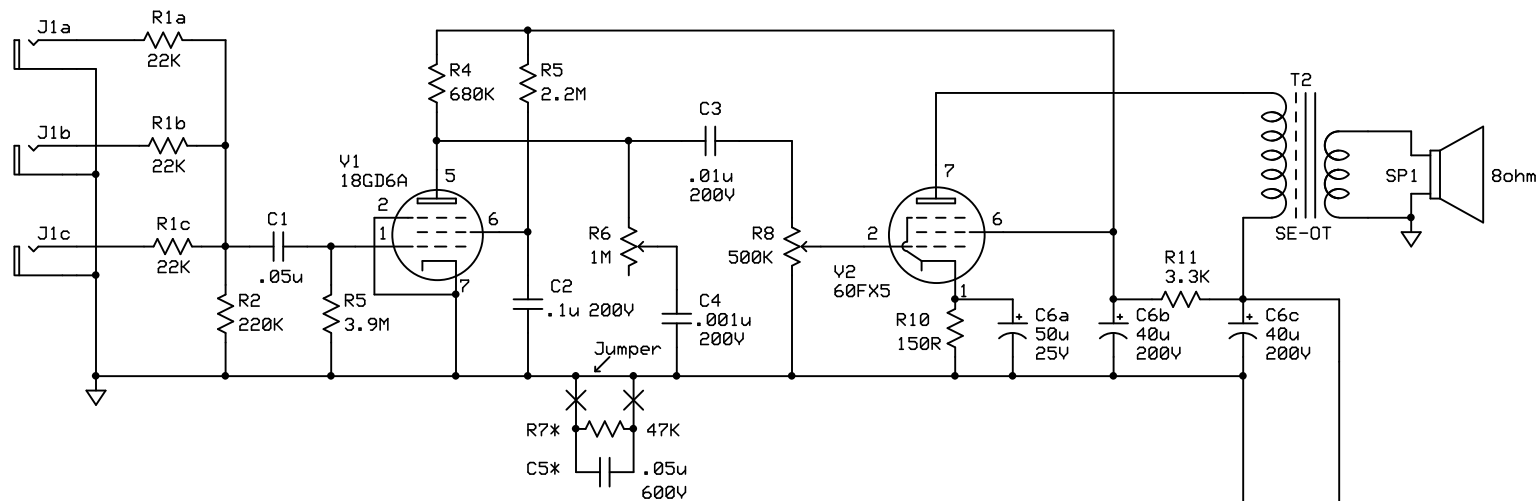 J1a
R1a
22K
J1b
R1b
22K
J1c
R1c
22K
C1
.05u
R2
220K
R5
3.9M
R4
680K
R5
2.2M
V1
18GD6A
5
2
1
6
7
C2
.1u 200V
C3
.01u
200V
R6
1M
C4
.001u
200V
Jumper
R7*
47K
C5*
.05u
600V
R8
500K
7
2
6
1
V2
60FX5
R10
150R
C6a
50u
25V
C6b
40u
200V
R11
3.3K
C6c
40u
200V
T2
SE-OT
SP1
8ohm